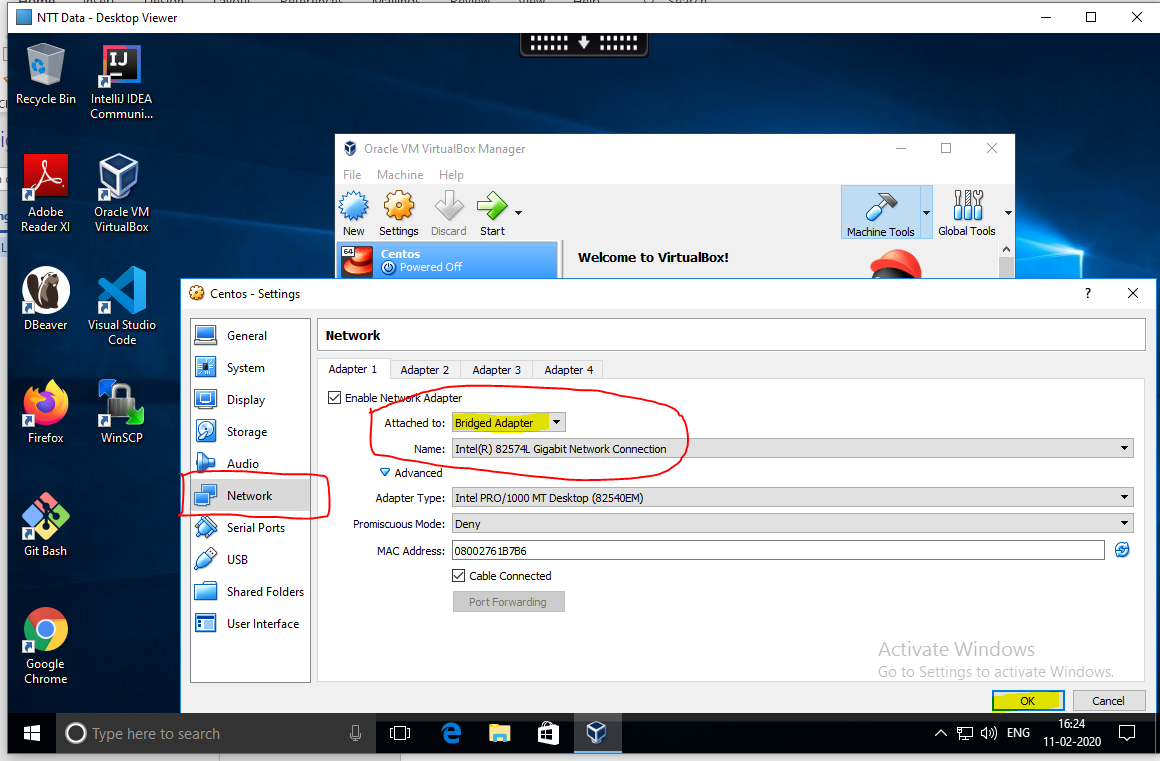 NTT Data - Desktop Viewer
Recycle Bin
IntelliJ IDEA
Communi...
Adobe
Reader XI
Oracle VM
VirtualBox
DBeaver
Visual Studio
Code
Firefox
WinSCP
Git Bash
Google
Chrome
Oracle VM VirtualBox Manager
File Machine Help
New Settings Discard Start Machine Tools Global Tools
64
Centos
Powered Off
Welcome to VirtualBox!
Centos - Settings
General
System
Display
Storage
Audio
Network
Serial Ports
USB
Shared Folders
User Interface
Network
Adapter 1 Adapter 2 Adapter 3 Adapter 4
Enable Network Adapter
Attached to: Bridged Adapter
Name: Intel(R) 82574L Gigabit Network Connection
Advanced
Adapter Type: Intel PRO/1000 MT Desktop (82540EM)
Promiscuous Mode: Deny
MAC Address: 08002761B7B6
Cable Connected
Port Forwarding
Activate Windows
Go to Settings to activate Windows.
OK Cancel
Type here to search
ENG
16:24
11-02-2020